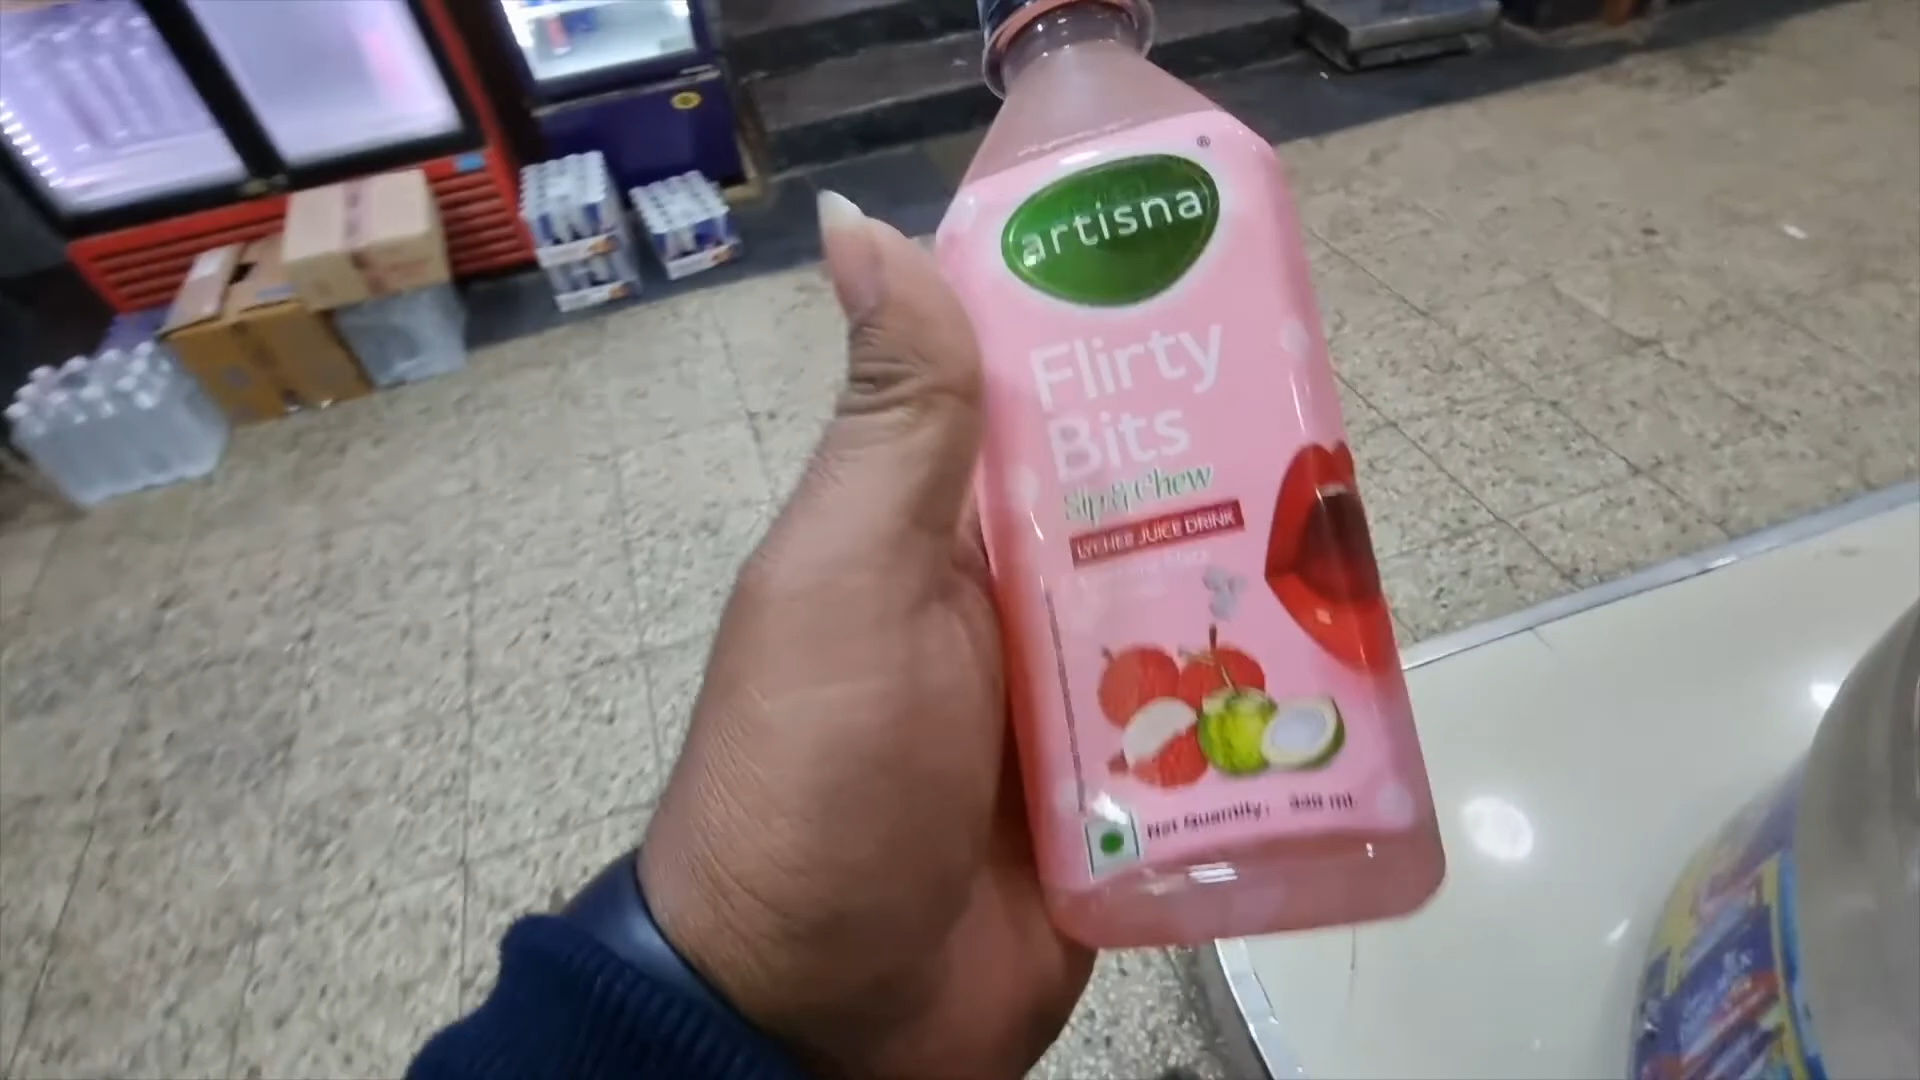 artisna
®
Flirty
Bits
Sip & Chew
LYCHEE JUICE DRINK
Net Quantity: